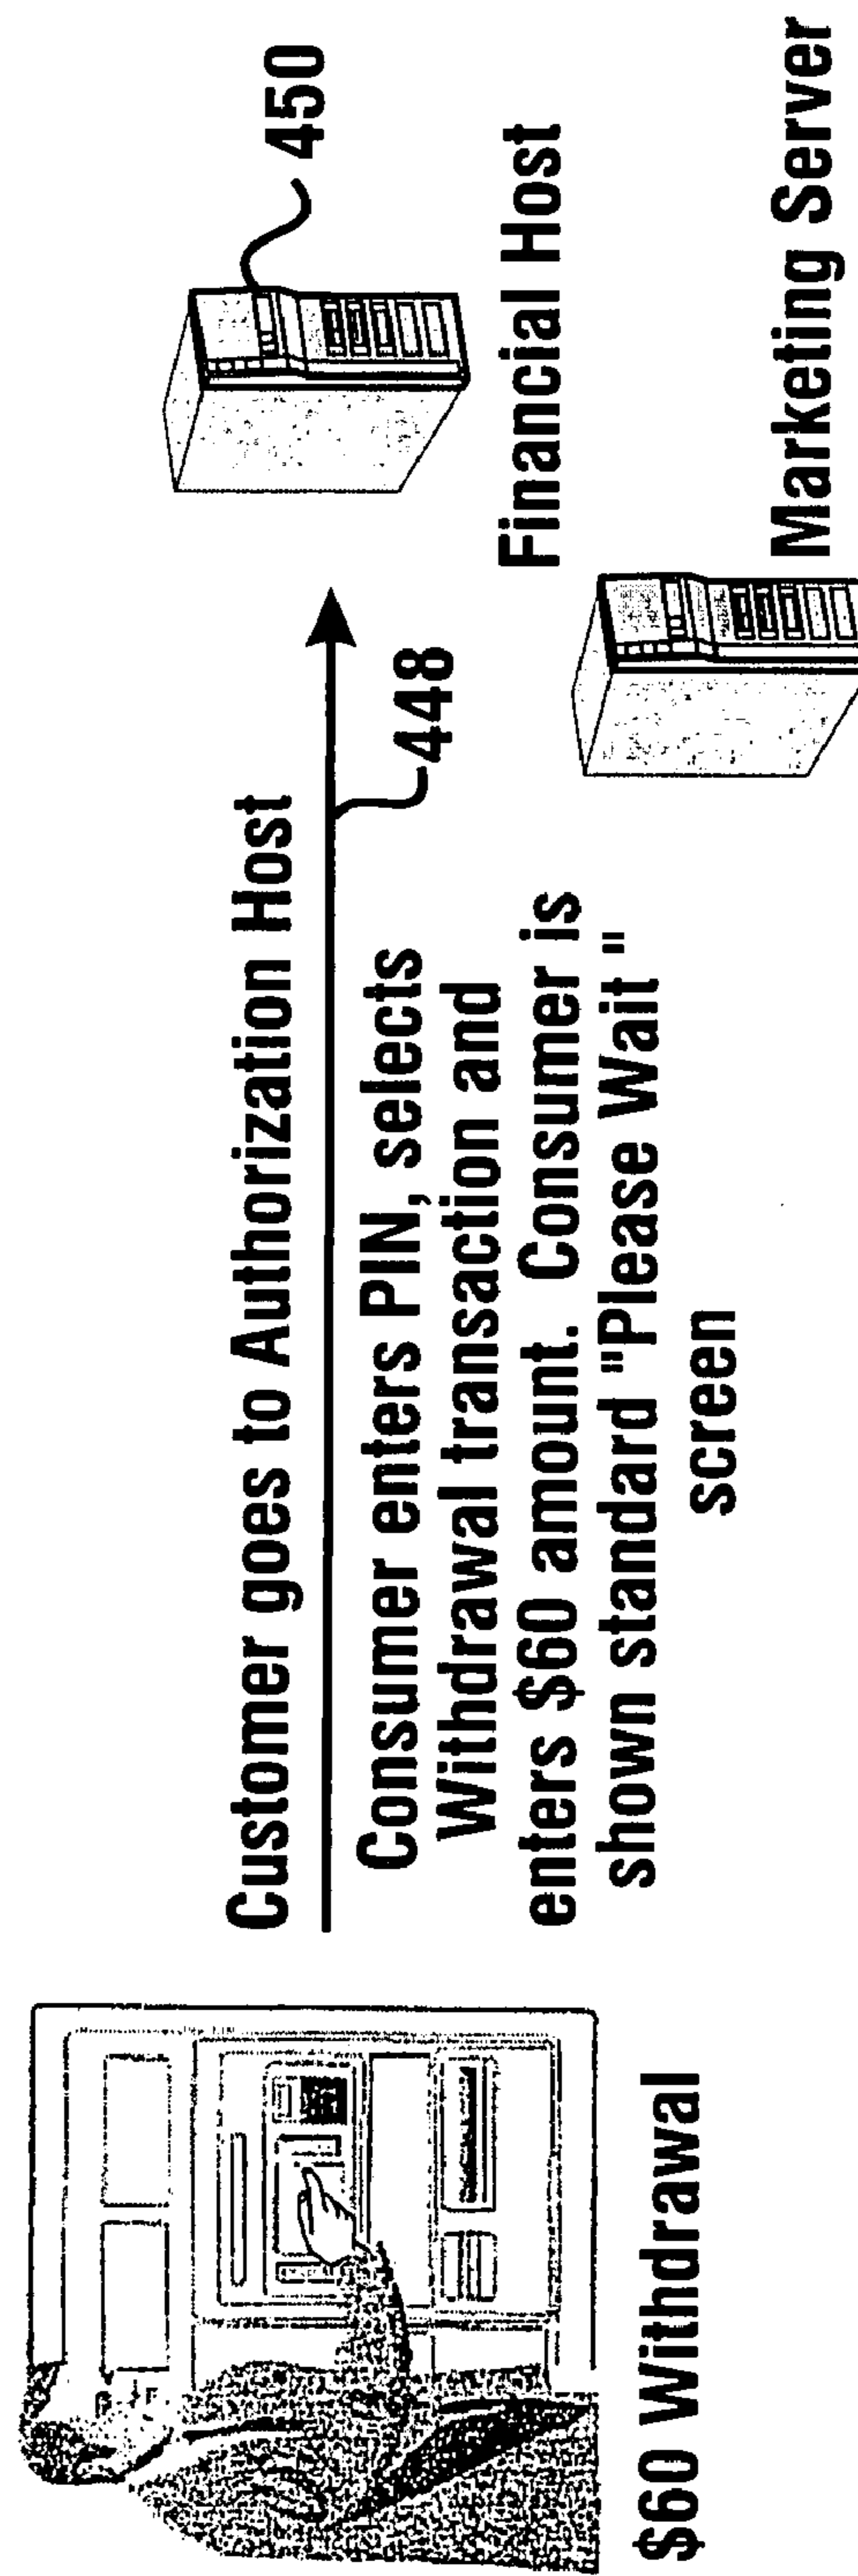 Customer goes to Authorization Host
450
448
Consumer enters PIN, selects
Withdrawal transaction and
enters $60 amount. Consumer is
shown standard "Please Wait "
screen
Financial Host
Marketing Server
$60 Withdrawal